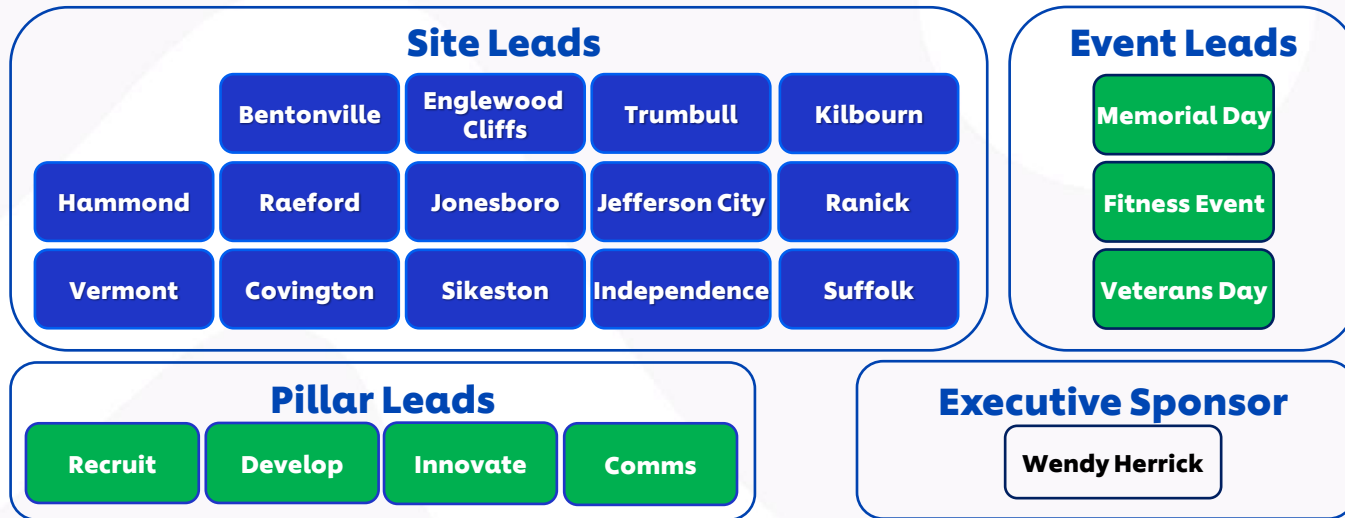 Site Leads
Bentonville
Englewood
Cliffs
Trumbull
Kilbourn
Hammond
Raeford
Jonesboro
Jefferson City
Ranick
Vermont
Covington
Sikeston
Independence
Suffolk
Event Leads
Memorial Day
Fitness Event
Veterans Day
Pillar Leads
Recruit
Develop
Innovate
Comms
Executive Sponsor
Wendy Herrick